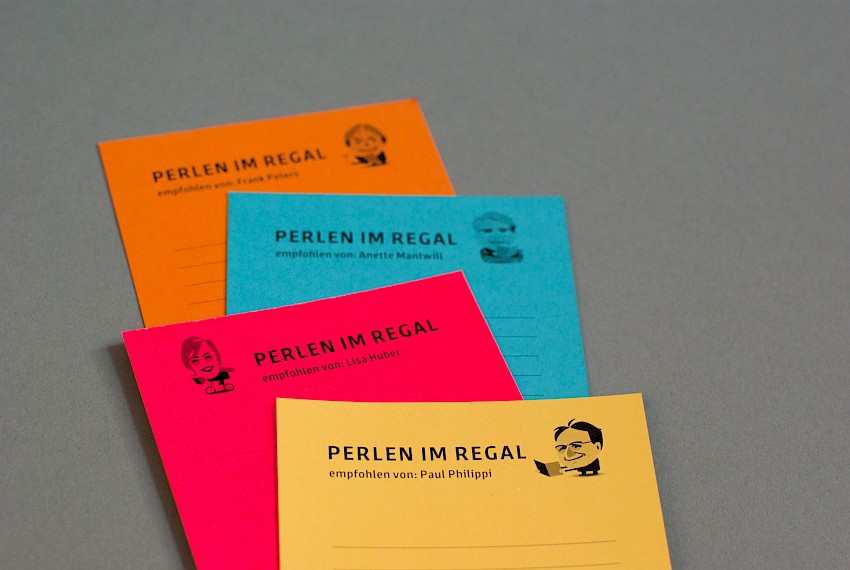 PERLEN IM REGAL
empfohlen von: Frank Peters
PERLEN IM REGAL
empfohlen von: Anette Mantwill
PERLEN IM REGAL
empfohlen von: Lisa Huber
PERLEN IM REGAL
empfohlen von: Paul Philippi